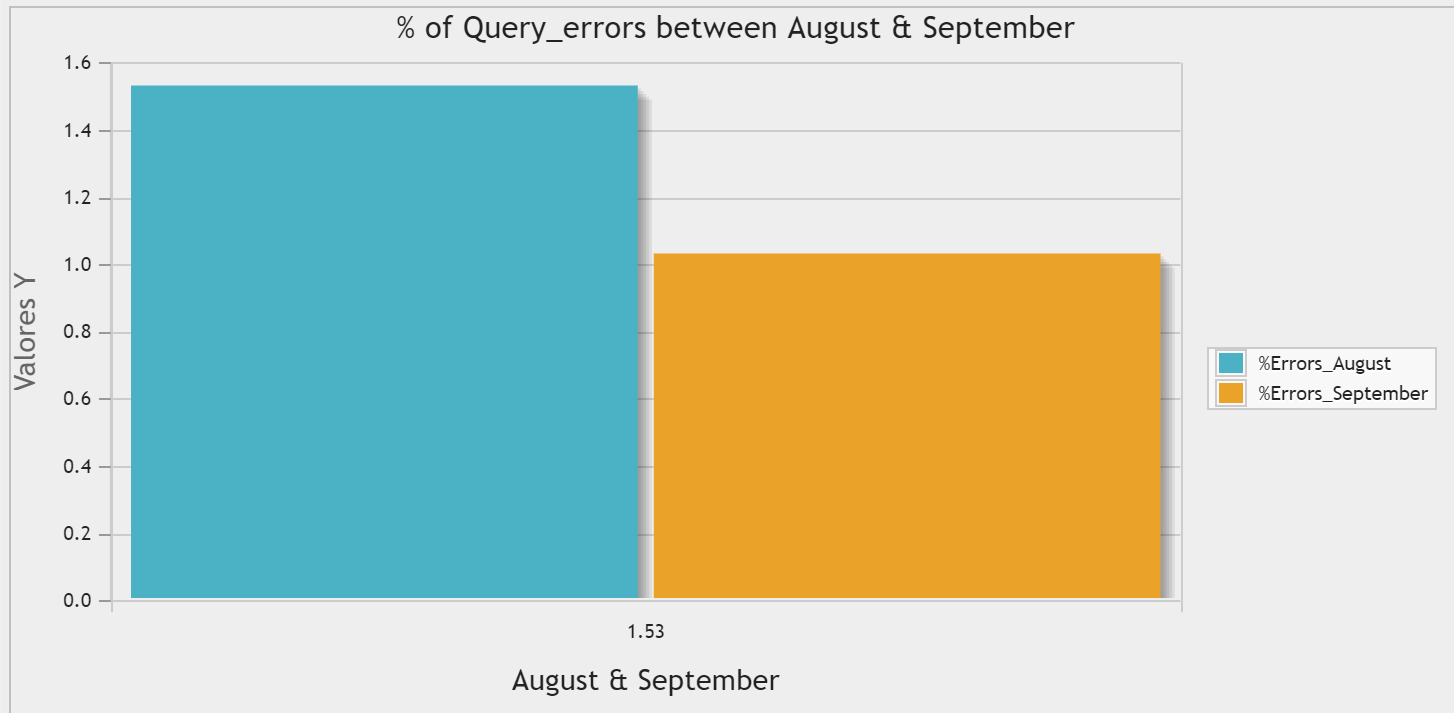 % of Query_errors between August & September
1.6
1.4
1.2
1.0
0.8
0.6
0.4
0.2
0.0
Valores Y
1.53
August & September
%Errors_August
%Errors_September